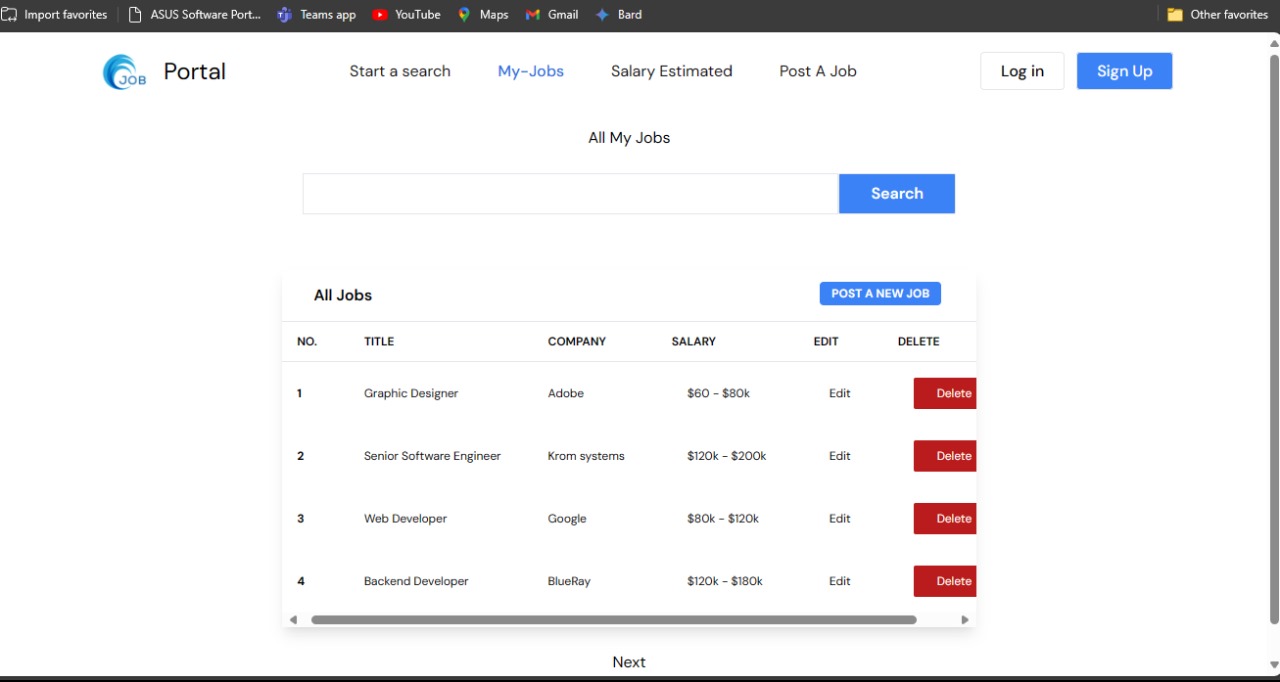 Import favorites ASUS Software Port... Teams app YouTube Maps Gmail Bard Other favorites
JOB Portal Start a search My-Jobs Salary Estimated Post A Job Log in Sign Up
All My Jobs
Search
All Jobs POST A NEW JOB
NO. TITLE COMPANY SALARY EDIT DELETE
1 Graphic Designer Adobe $60 - $80k Edit Delete
2 Senior Software Engineer Krom systems $120k - $200k Edit Delete
3 Web Developer Google $80k - $120k Edit Delete
4 Backend Developer BlueRay $120k - $180k Edit Delete
Next